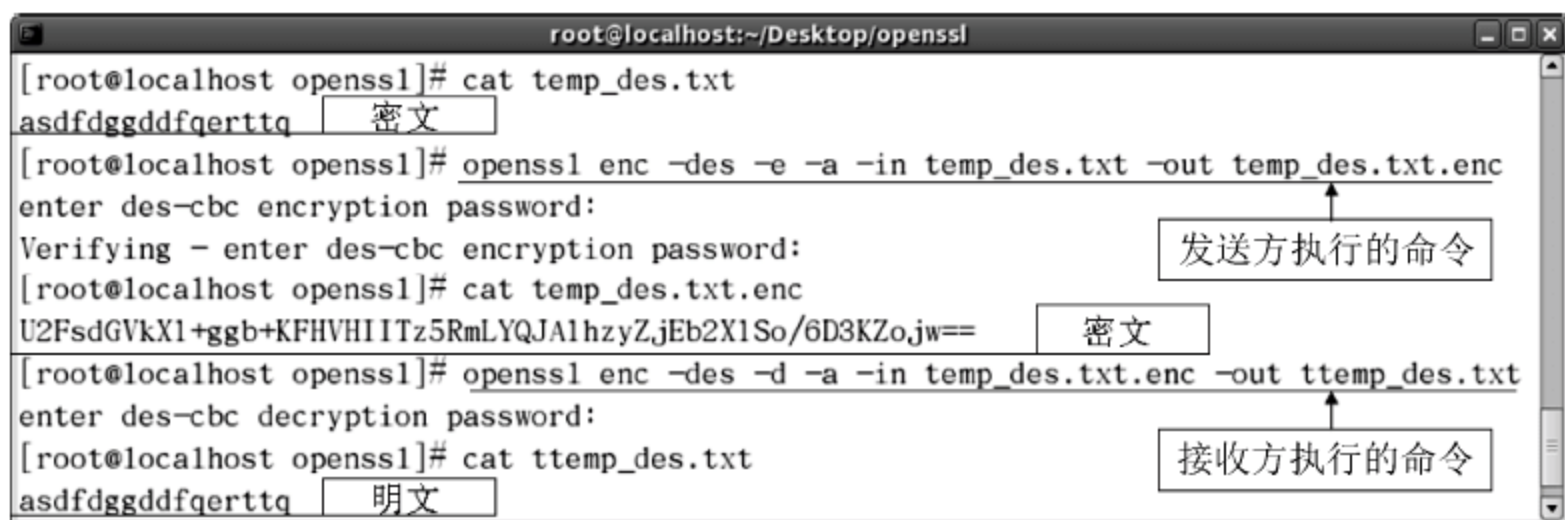 root@localhost:~/Desktop/openssl
[root@localhost openssl]# cat temp_des.txt
asdfdggddfqerttq 密文
[root@localhost openssl]# openssl enc -des -e -a -in temp_des.txt -out temp_des.txt.enc
enter des-cbc encryption password:
Verifying - enter des-cbc encryption password:
发送方执行的命令
[root@localhost openssl]# cat temp_des.txt.enc
U2FsdGVkX1+ggb+KFHVHIITz5RmLYQJA1hzyZjEb2X1So/6D3KZojw== 密文
[root@localhost openssl]# openssl enc -des -d -a -in temp_des.txt.enc -out ttemp_des.txt
enter des-cbc decryption password:
[root@localhost openssl]# cat ttemp_des.txt
接收方执行的命令
asdfdggddfqerttq 明文